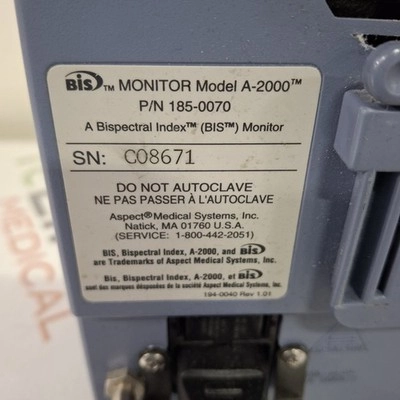 BIS™ MONITOR Model A-2000™
P/N 185-0070
A Bispectral Index™ (BIS™) Monitor
SN: C08671
DO NOT AUTOCLAVE
NE PAS PASSER À L'AUTOCLAVE
Aspect® Medical Systems, Inc.
Natick, MA 01760 U.S.A.
(SERVICE: 1-800-442-2051)
BIS, Bispectral Index, A-2000, and BIS
are Trademarks of Aspect Medical Systems, Inc.
Bis, Bispectral Index, A-2000, et BIS
sont des marques déposées de la société Aspect Medical Systems, Inc.
194-0040 Rev 1.01
MEDICAL